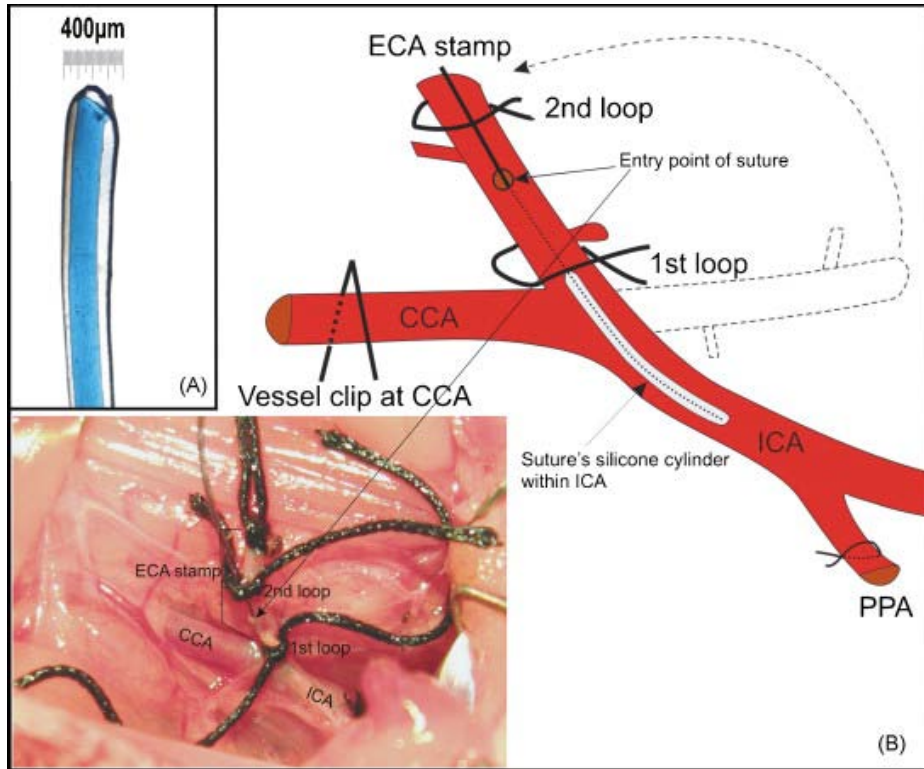 400µm
(A)
ECA stamp
2nd loop
Entry point of suture
1st loop
CCA
Vessel clip at CCA
ICA
Suture's silicone cylinder
within ICA
PPA
ECA stamp
2nd loop
CCA
1st loop
ICA
(B)